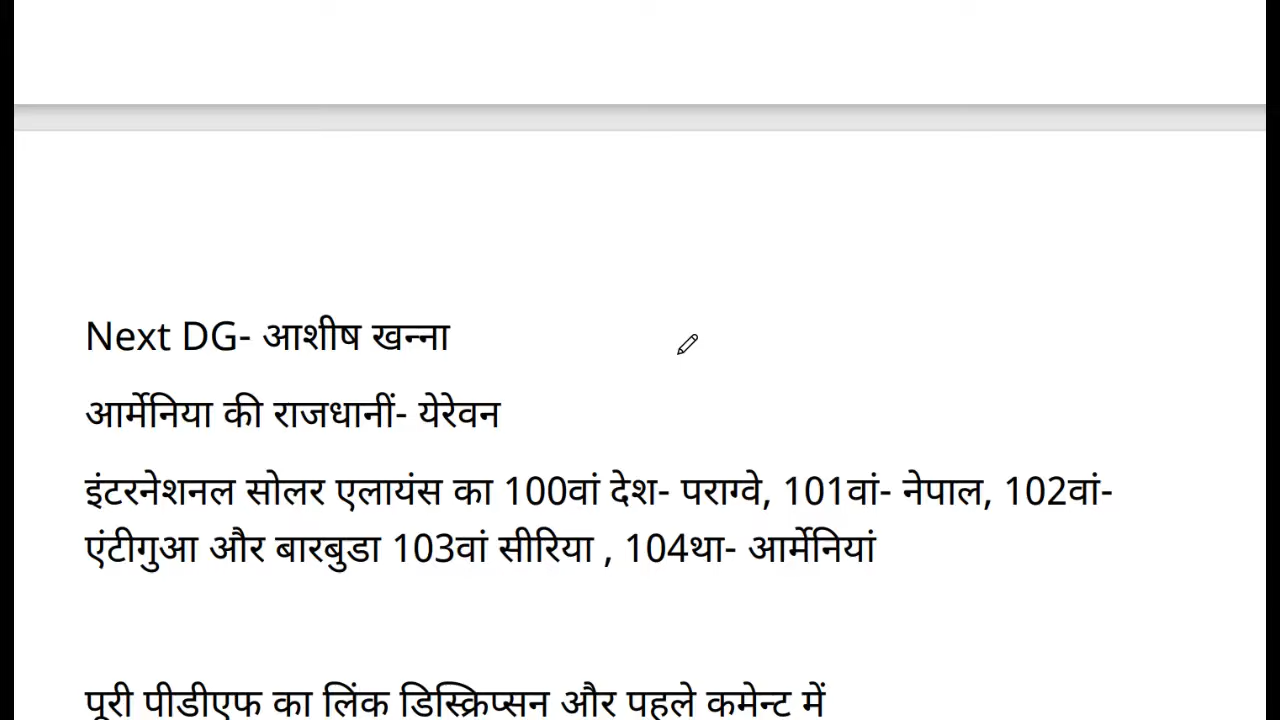 Next DG- आशीष खन्ना
आर्मेनिया की राजधानीं- येरेवन
इंटरनेशनल सोलर एलायंस का 100वां देश- पराग्वे, 101वां- नेपाल, 102वां-
एंटीगुआ और बारबुडा 103वां सीरिया , 104था- आर्मेनियां
पूरी पीडीएफ का लिंक डिस्क्रिप्सन और पहले कमेन्ट में